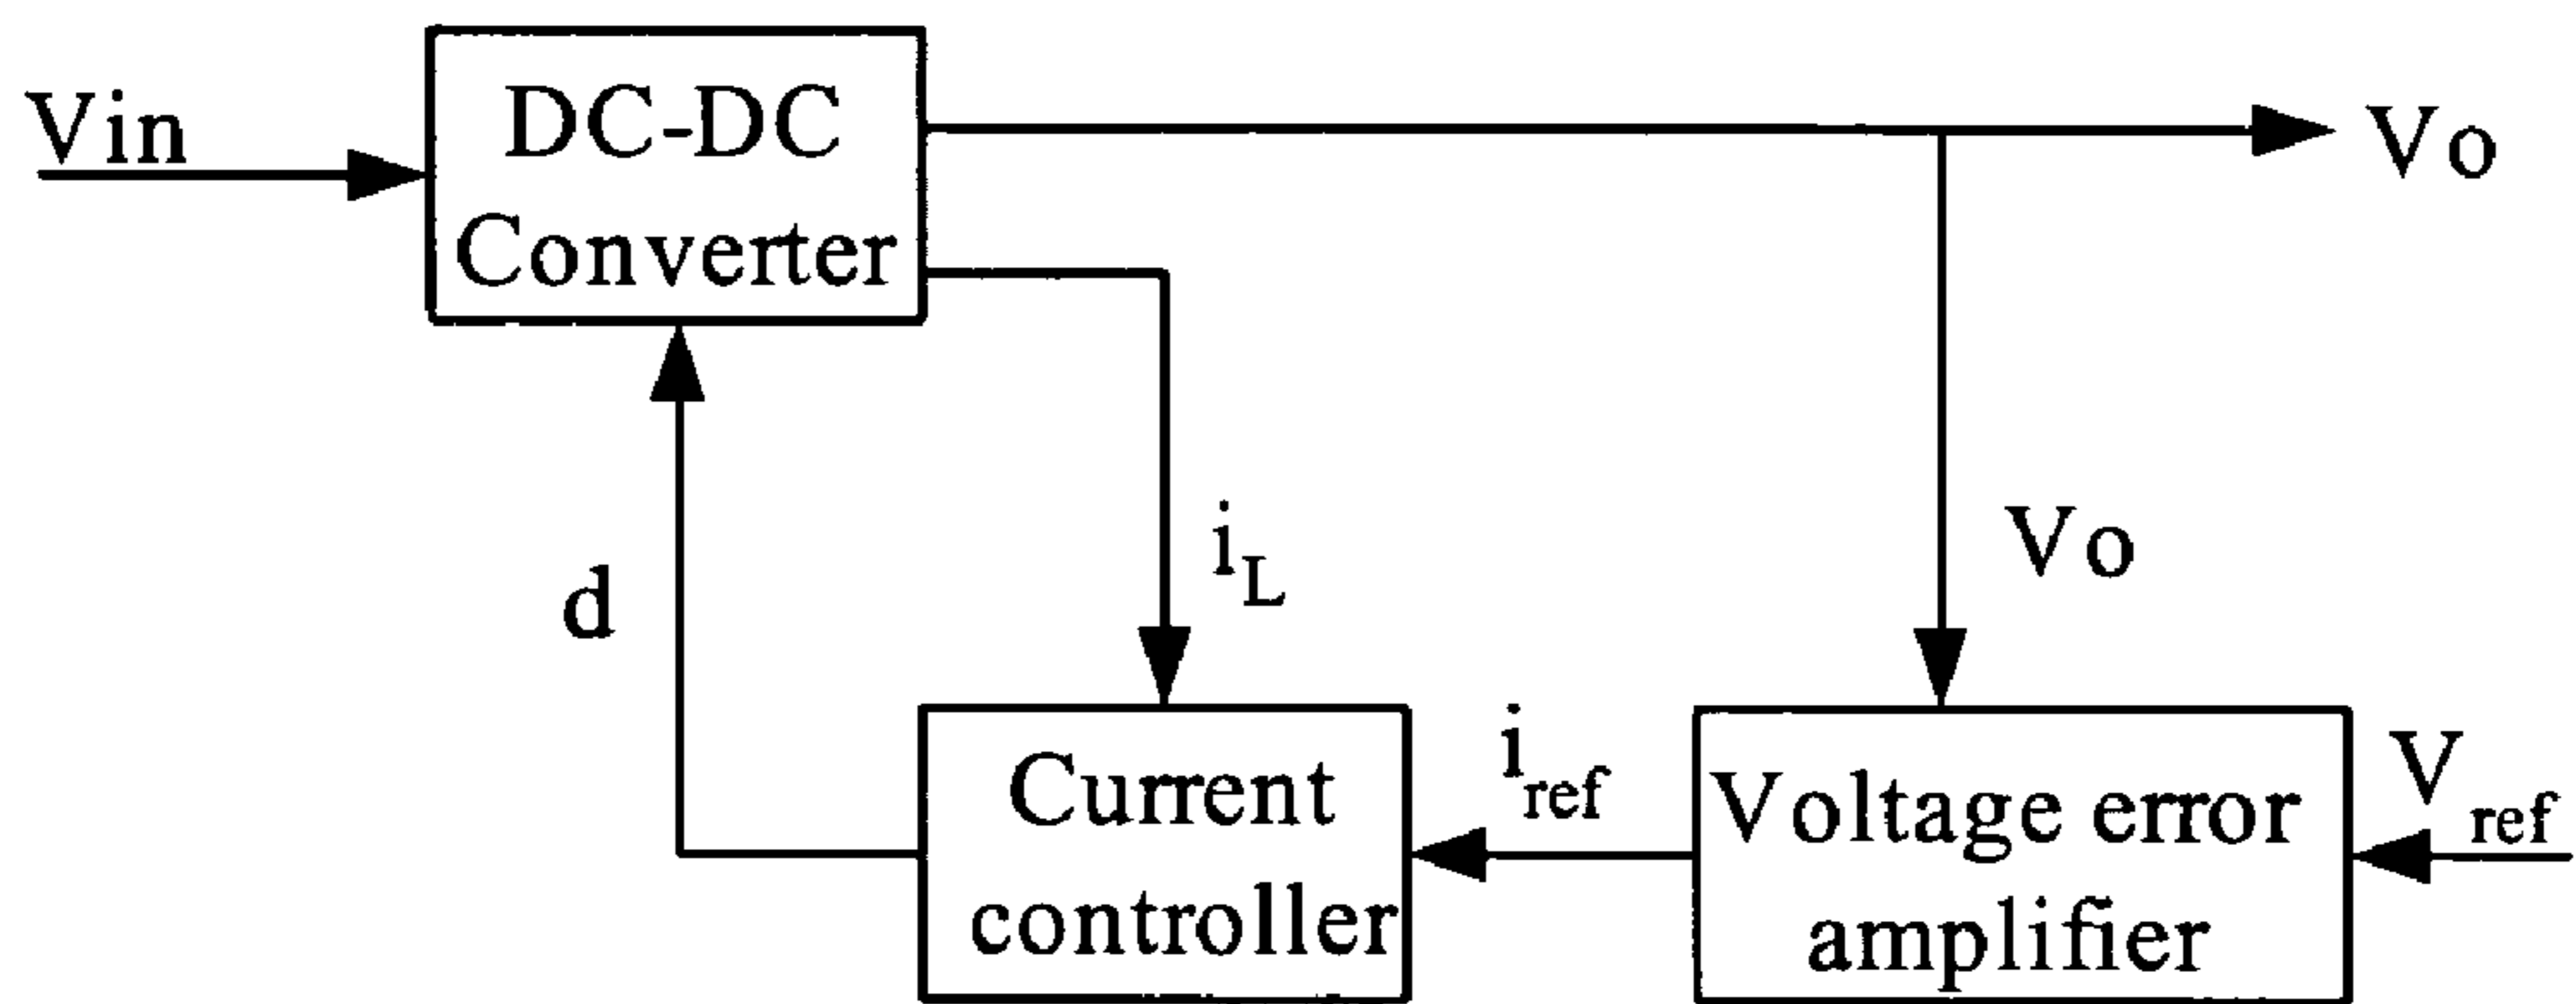 Vin
DC-DC
Converter
Vo
d
iL
Vo
Current
controller
iref
Voltage error
amplifier
Vref